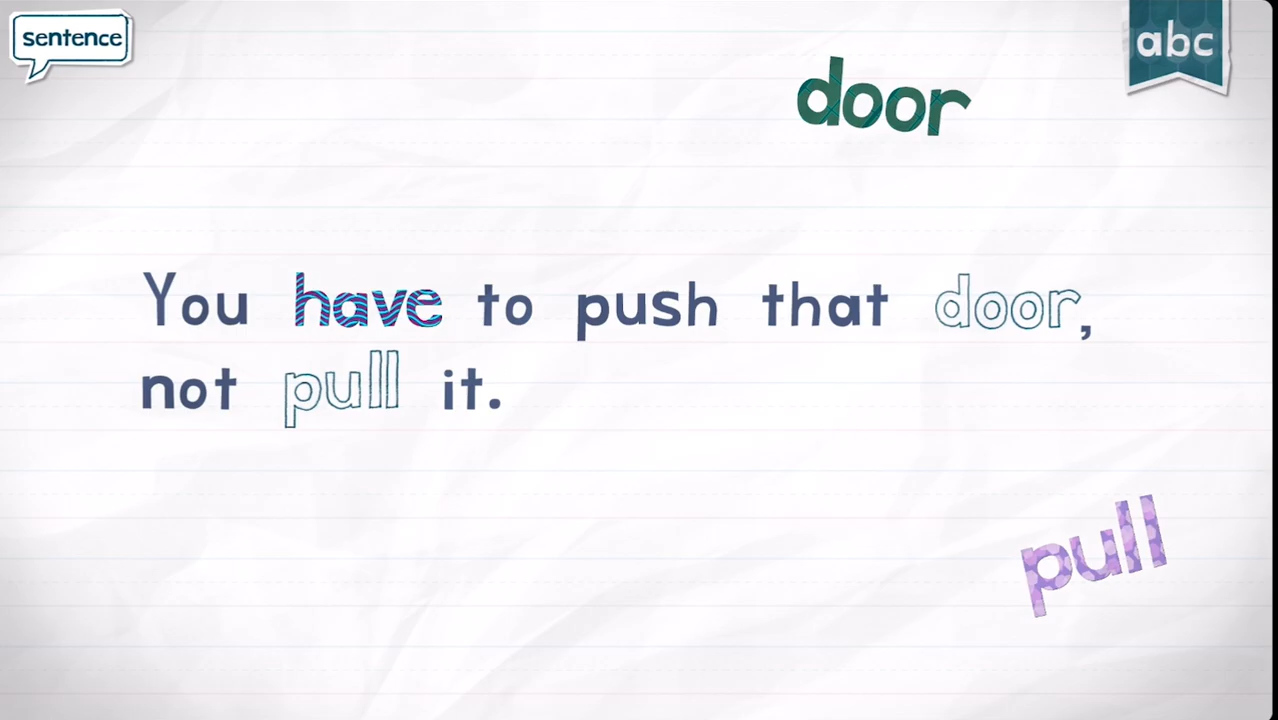 sentence
abc
door
You have to push that door,
not pull it.
pull